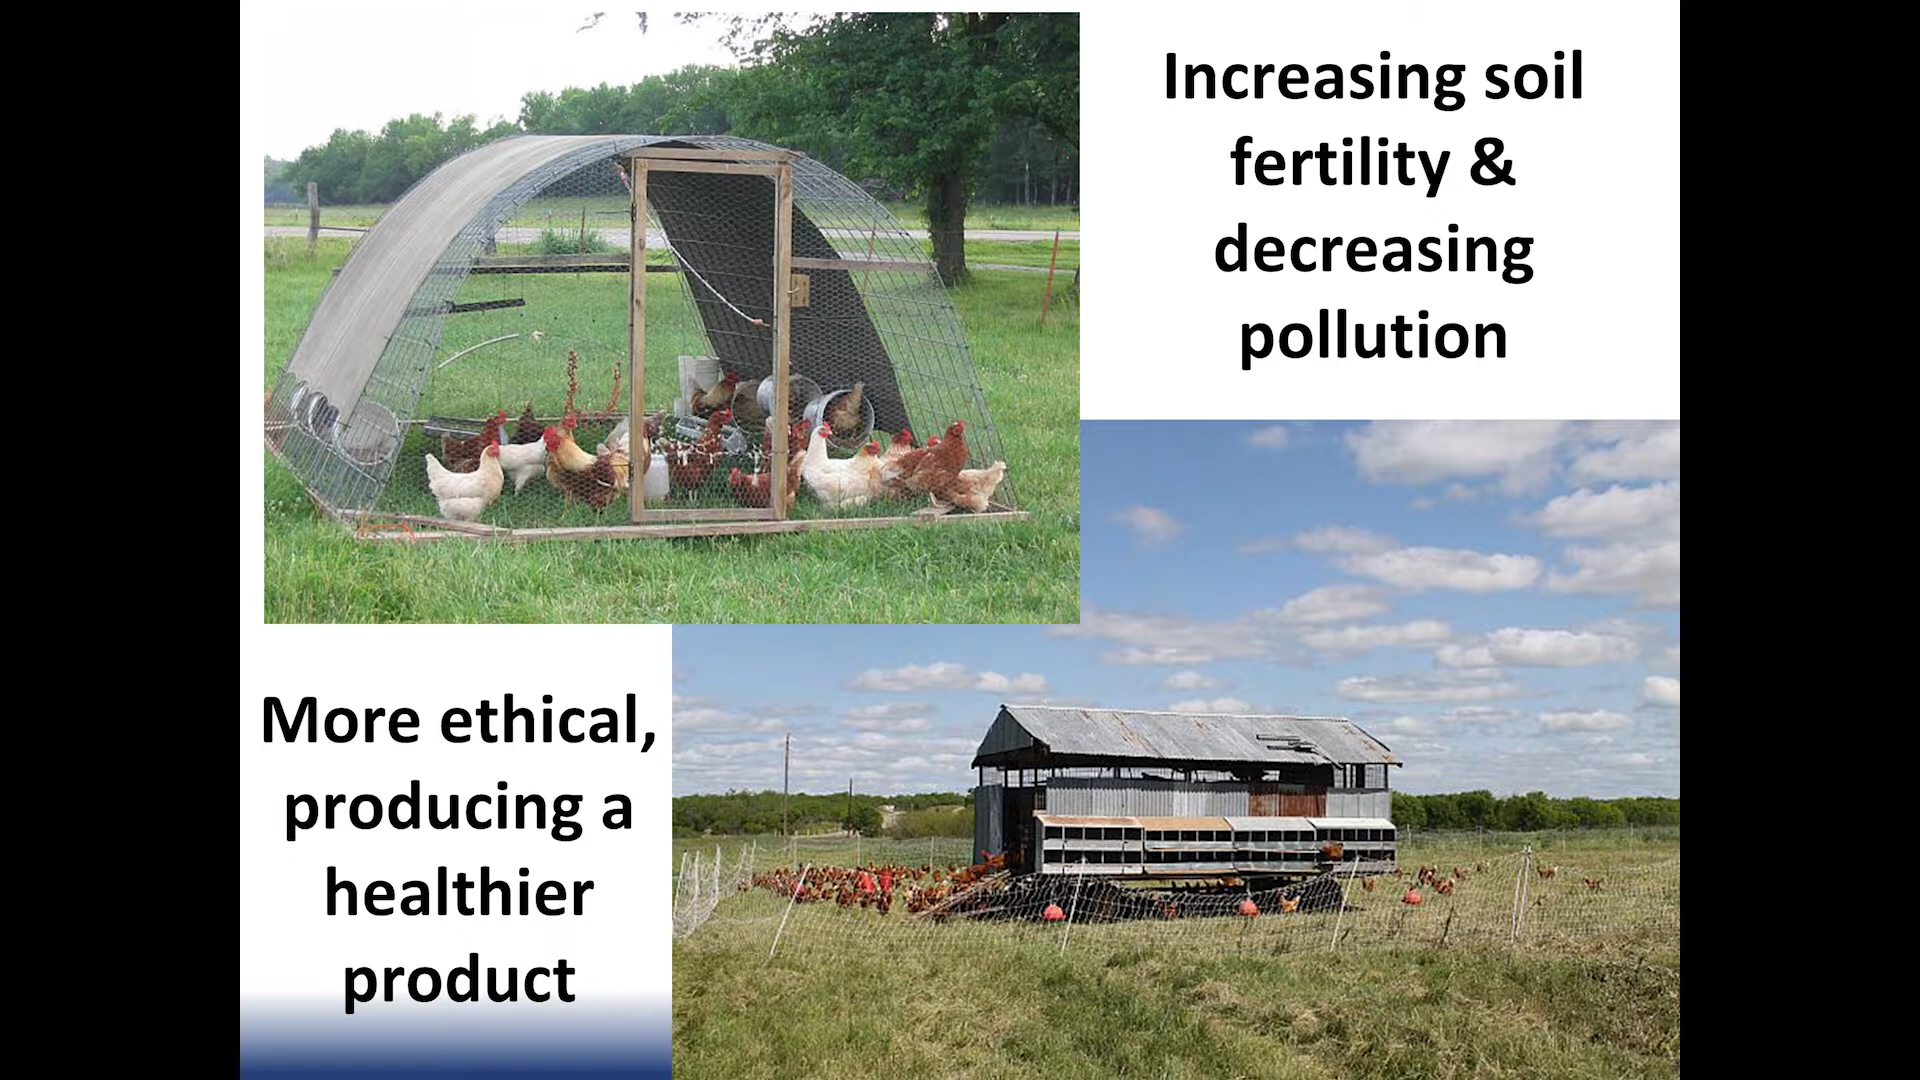 Increasing soil
fertility &
decreasing
pollution
More ethical,
producing a
healthier
product